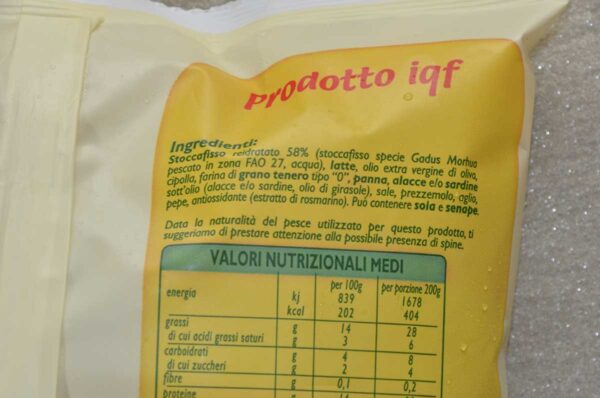 Prodotto iqf
Ingredienti:
Stoccafisso reidratato 58% (stoccafisso specie Gadus Morhua
pescato in zona FAO 27, acqua), latte, olio extra vergine di oliva,
cipolla, farina di grano tenero tipo "0", panna, alacce e/o sardine
sott'olio (alacce e/o sardine, olio di girasole), sale, prezzemolo, aglio,
pepe, antiossidante (estratto di rosmarino). Può contenere soia e senape.
Data la naturalità del pesce utilizzato per questo prodotto, ti
suggeriamo di prestare attenzione alla possibile presenza di spine.
VALORI NUTRIZIONALI MEDI
per 100g per porzione 200g
energia kj 839 1678
kcal 202 404
grassi g 14 28
di cui acidi grassi saturi g 3 6
carboidrati g 4 8
di cui zuccheri g 2 4
fibre g 0,1 0,2
proteine g 14